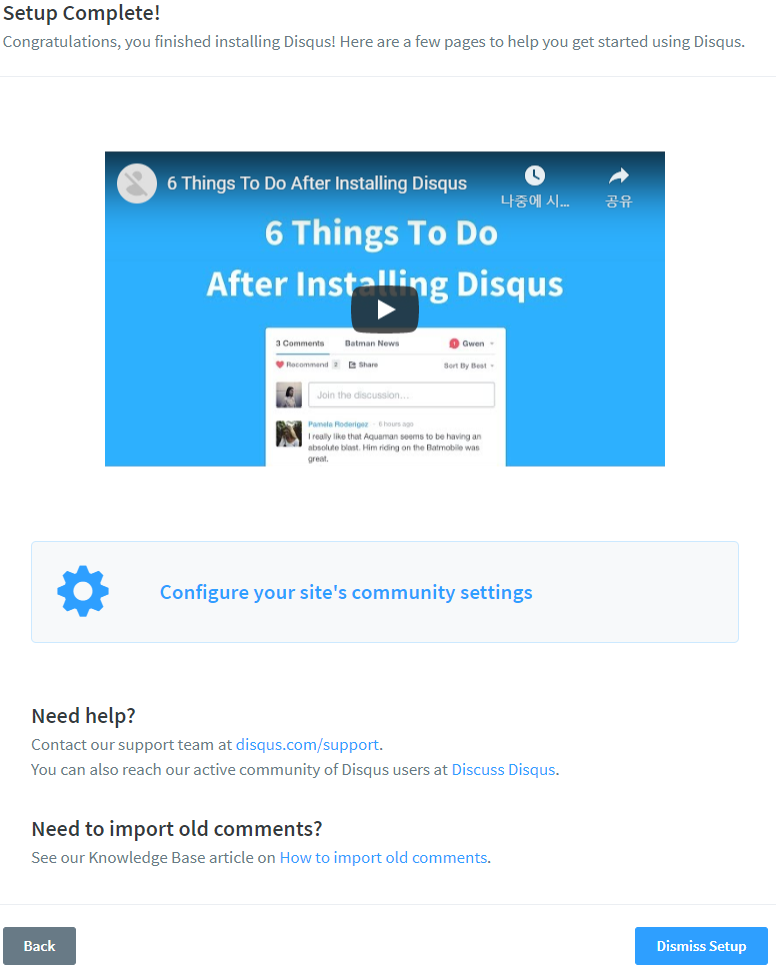 Setup Complete!
Congratulations, you finished installing Disqus! Here are a few pages to help you get started using Disqus.
6 Things To Do After Installing Disqus
나중에 시...
공유
6 Things To Do
After Installing Disqus
3 Comments Batman News 1 Gwen
Recommend 2 Share Sort By Best
Join the discussion...
Pamela Roderigez · 6 hours ago
I really like that Aquaman seems to be having an
absolute blast. Him riding on the Batmobile was
great.
Configure your site's community settings
Need help?
Contact our support team at disqus.com/support.
You can also reach our active community of Disqus users at Discuss Disqus.
Need to import old comments?
See our Knowledge Base article on How to import old comments.
Back
Dismiss Setup